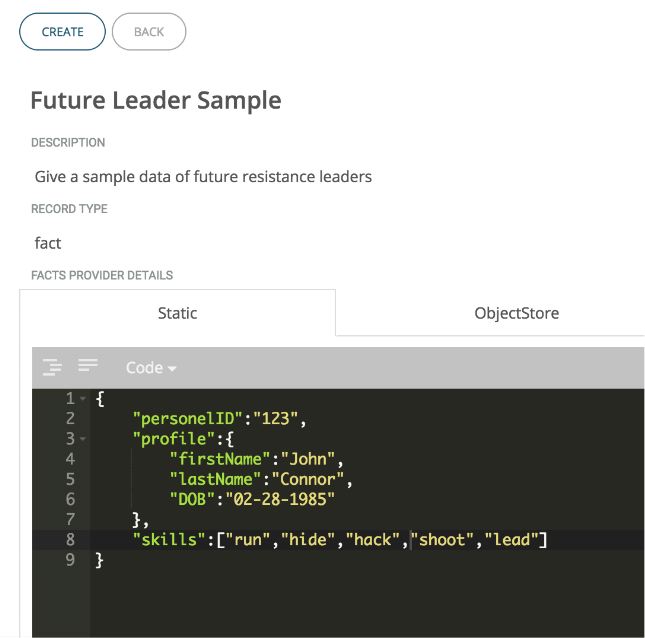 CREATE BACK
Future Leader Sample
DESCRIPTION
Give a sample data of future resistance leaders
RECORD TYPE
fact
FACTS PROVIDER DETAILS
Static ObjectStore
Code
1 {
2 "personelID":"123",
3 "profile":{
4 "firstName":"John",
5 "lastName":"Connor",
6 "DOB":"02-28-1985"
7 },
8 "skills":["run","hide","hack","shoot","lead"]
9 }